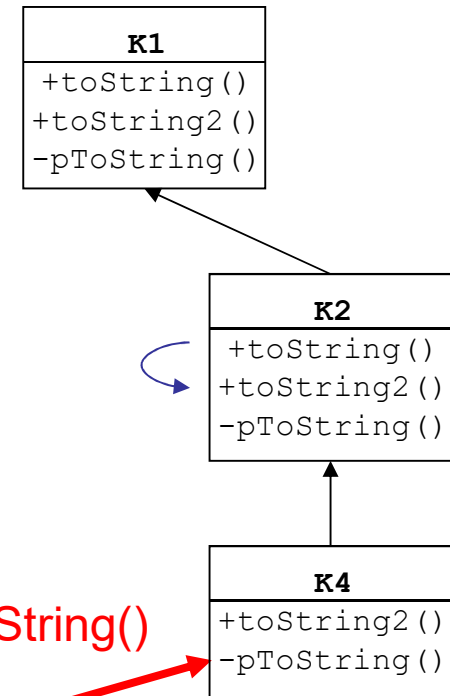 K1
+toString()
+toString2()
-pToString()
K2
+toString()
+toString2()
-pToString()
K4
String()
+toString2()
-pToString()